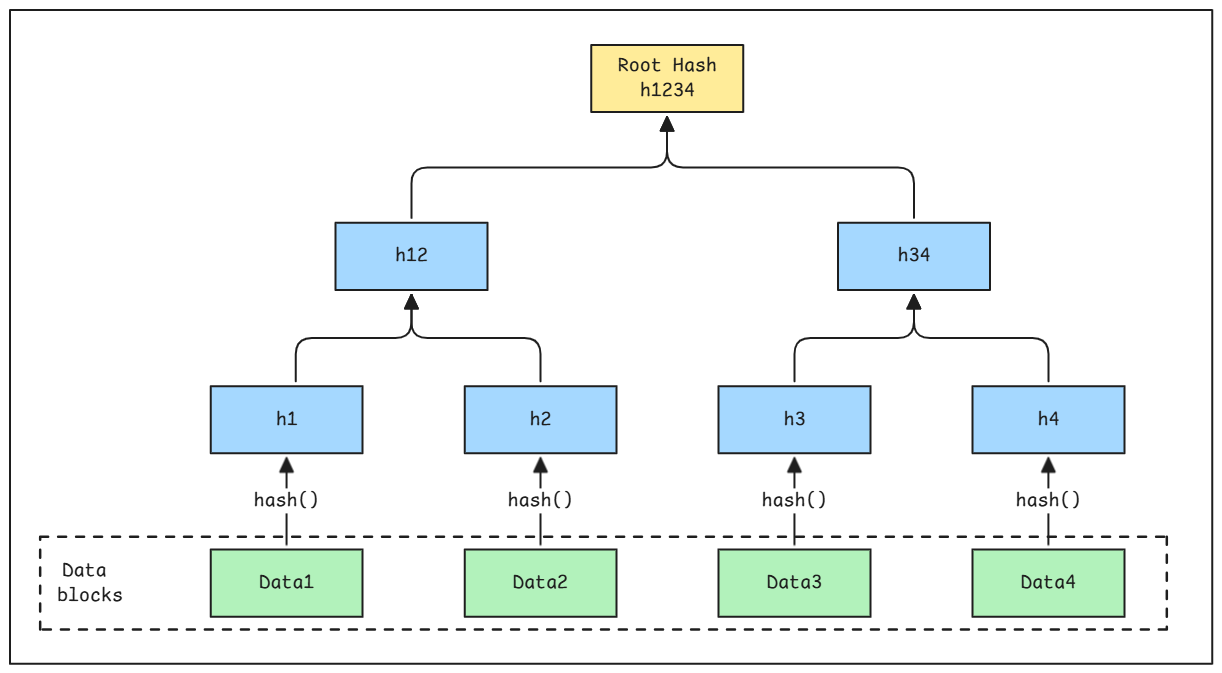 Root Hash
h1234
h12
h34
h1
h2
h3
h4
hash()
hash()
hash()
hash()
Data
blocks
Data1
Data2
Data3
Data4